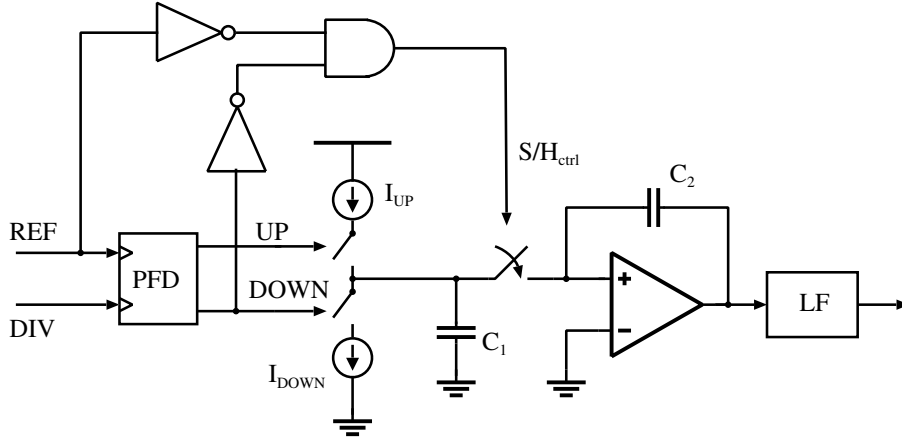 S/H_ctrl
C_2
I_UP
REF
UP
PFD
DOWN
LF
DIV
C_1
I_DOWN
+
−